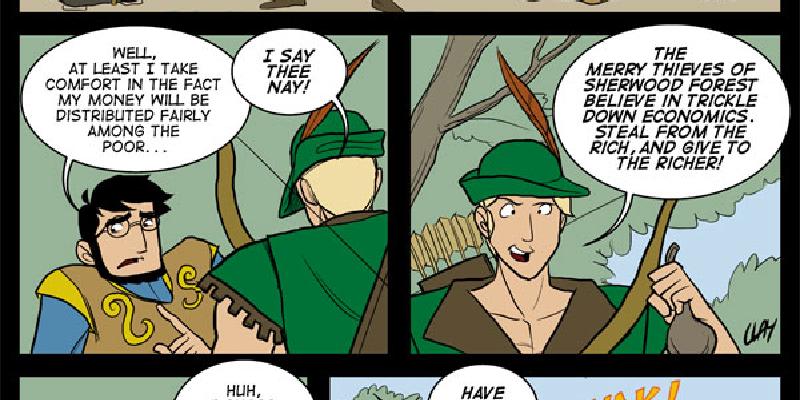 WELL,
AT LEAST I TAKE
COMFORT IN THE FACT
MY MONEY WILL BE
DISTRIBUTED FAIRLY
AMONG THE
POOR...
I SAY
THEE
NAY!
THE
MERRY THIEVES OF
SHERWOOD FOREST
BELIEVE IN TRICKLE
DOWN ECONOMICS.
STEAL FROM THE
RICH, AND GIVE TO
THE RICHER!
CLAY
HUH,
HAVE